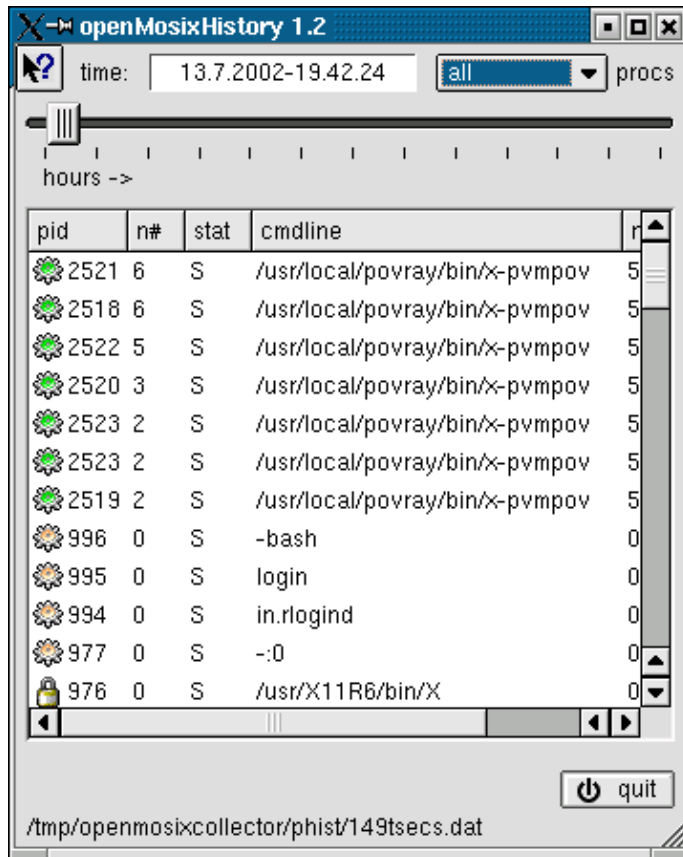 openMosixHistory 1.2
time: 13.7.2002-19.42.24 all procs
hours ->
pid n# stat cmdline
2521 6 S /usr/local/povray/bin/x-pvmpov 5
2518 6 S /usr/local/povray/bin/x-pvmpov 5
2522 5 S /usr/local/povray/bin/x-pvmpov 5
2520 3 S /usr/local/povray/bin/x-pvmpov 5
2523 2 S /usr/local/povray/bin/x-pvmpov 5
2523 2 S /usr/local/povray/bin/x-pvmpov 5
2519 2 S /usr/local/povray/bin/x-pvmpov 5
996 0 S -bash 0
995 0 S login 0
994 0 S in.rlogind 0
977 0 S -:0 0
976 0 S /usr/X11R6/bin/X 0
quit
/tmp/openmosixcollector/phist/149tsecs.dat